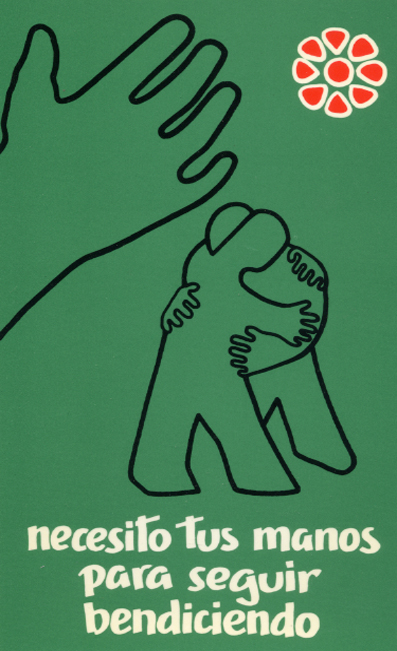 necesito tus manos
para seguir
bendiciendo